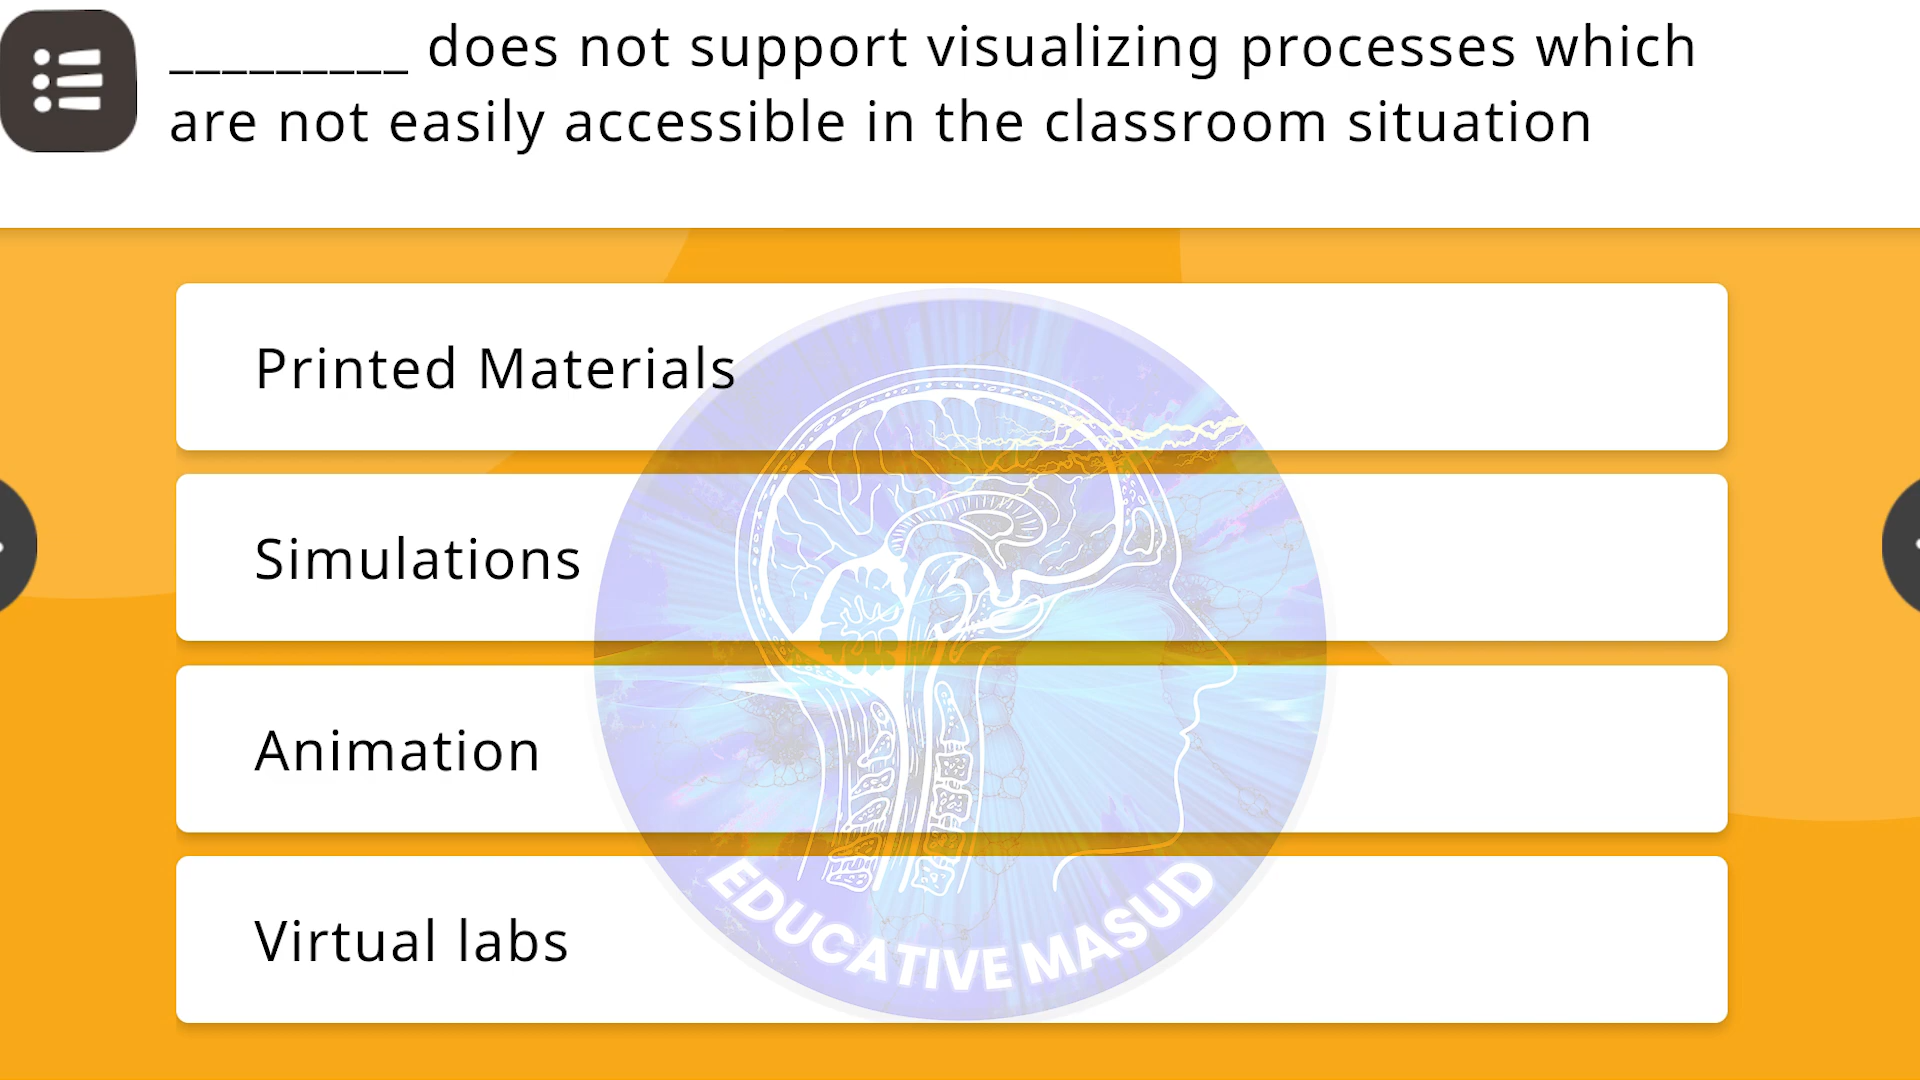 _________ does not support visualizing processes which
are not easily accessible in the classroom situation
Printed Materials
Simulations
Animation
Virtual labs
EDUCATIVE MASUD